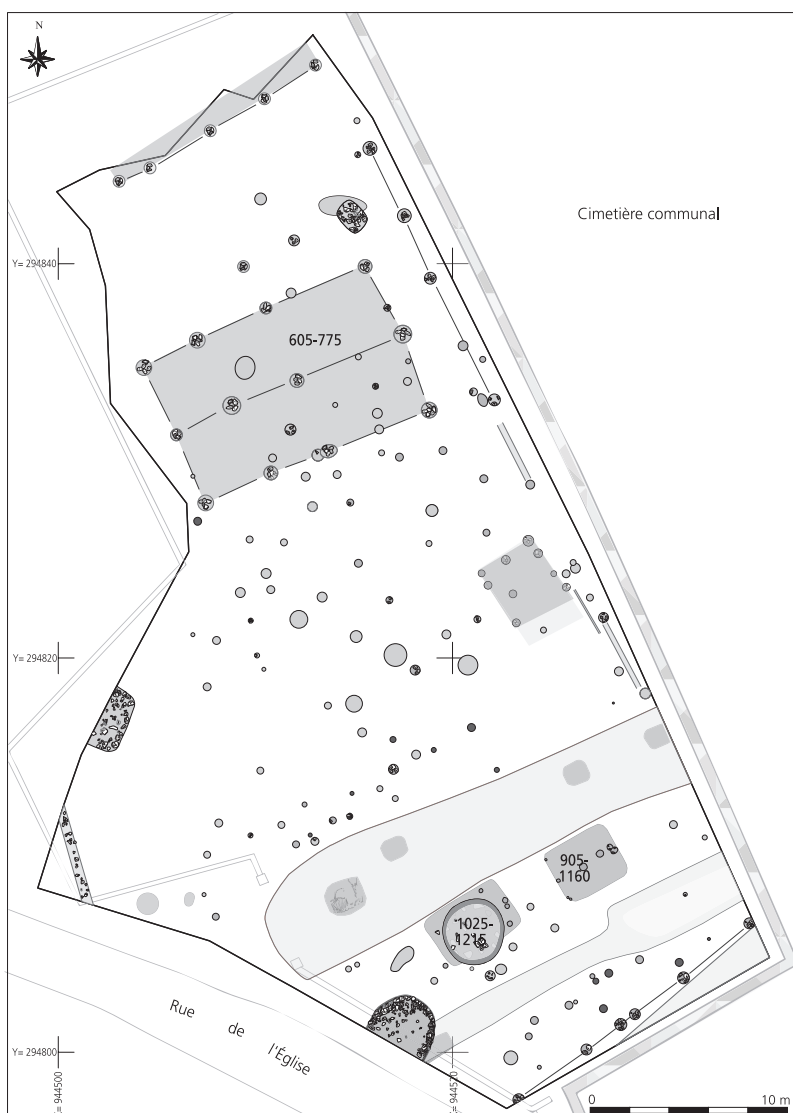 N
Cimetière communal
Y= 294840
605-775
Y= 294820
905-
1160
1025-
1215
Rue de l'Église
Y= 294800
X= 944500
X= 944520
0 10 m